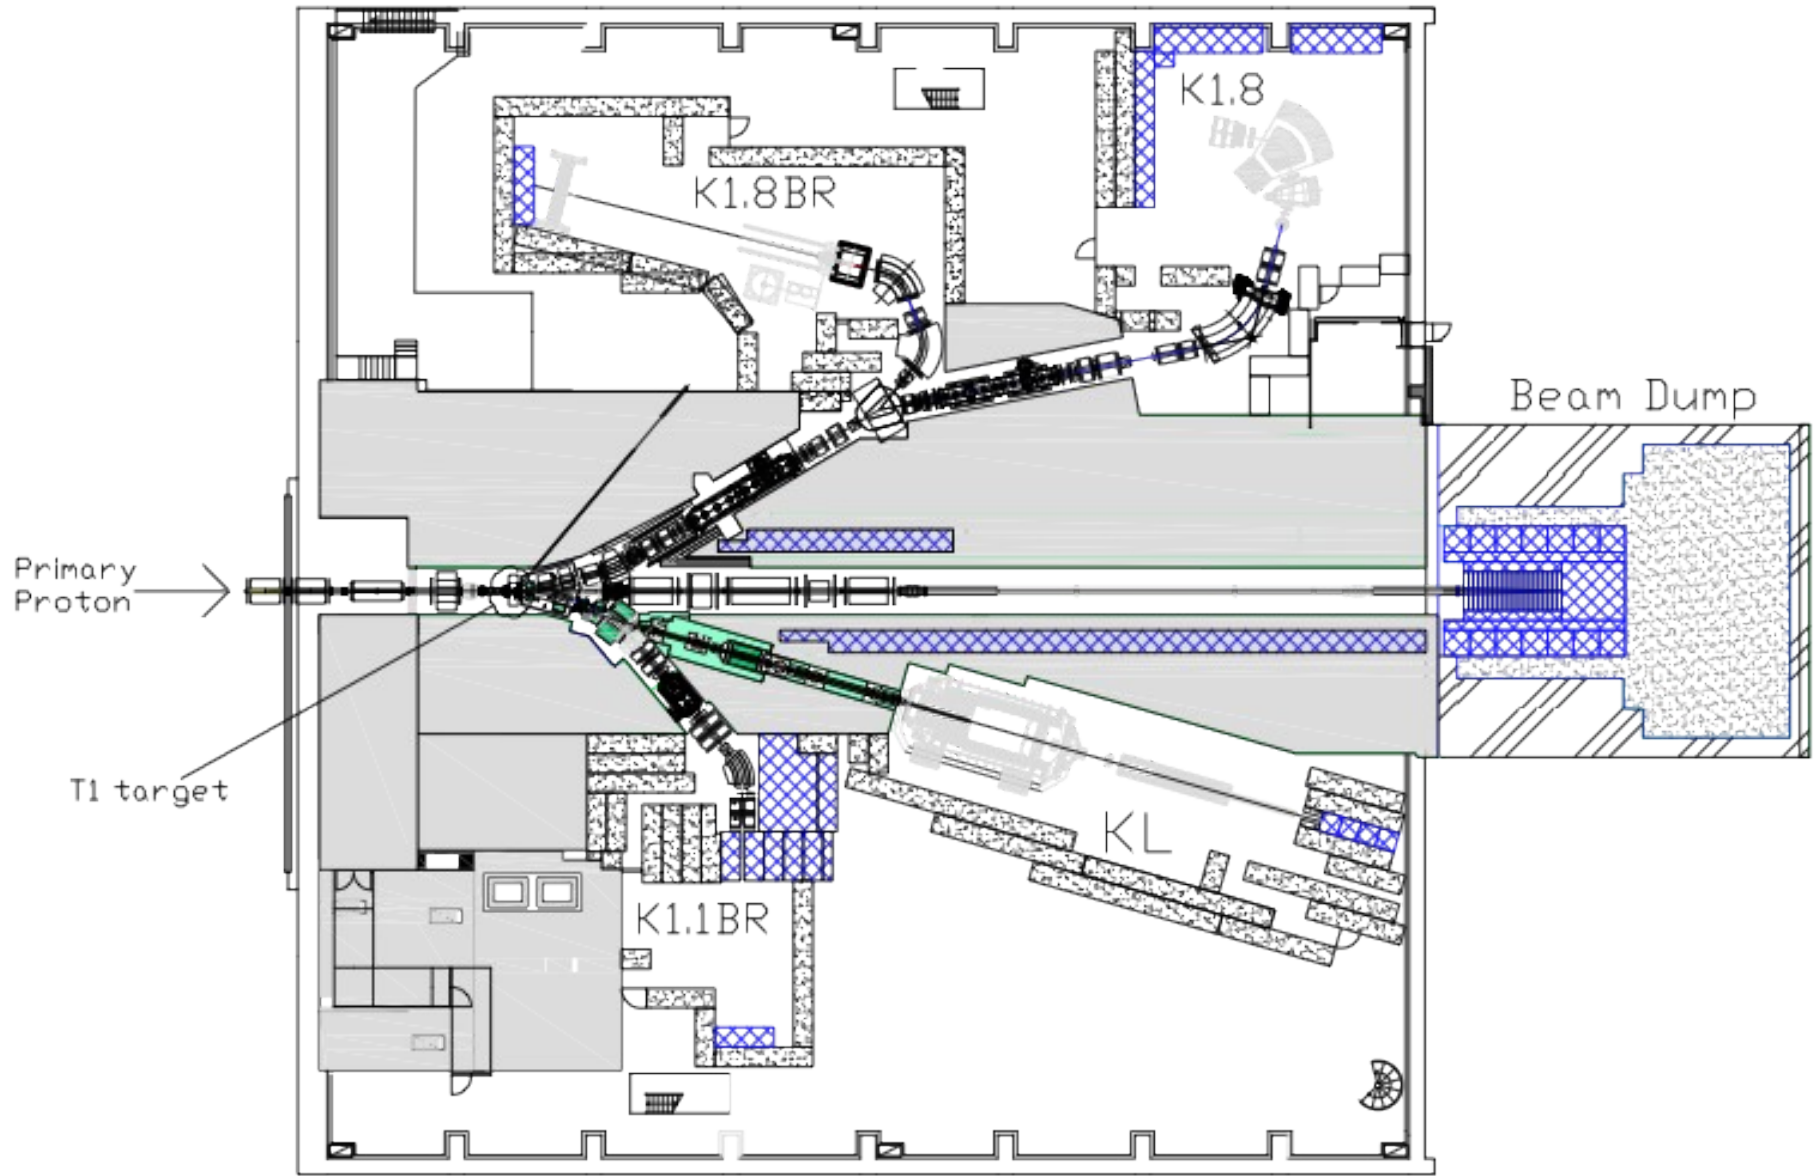 K1.8
K1.8BR
Beam Dump
Primary
Proton
T1 target
KL
K1.1BR